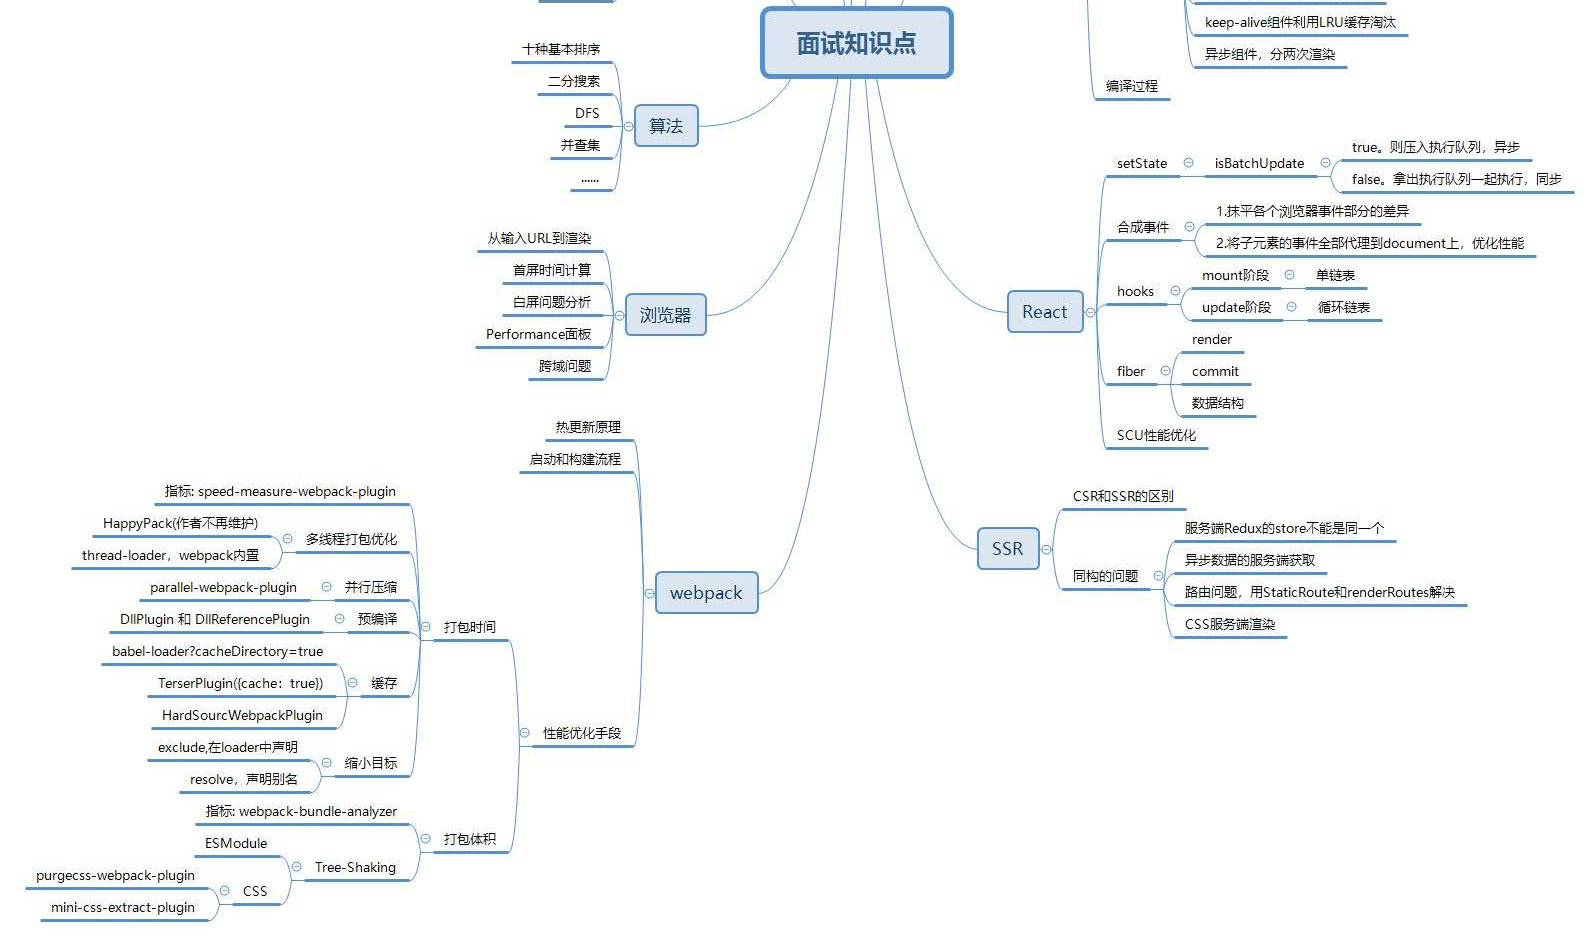 面试知识点
keep-alive组件利用LRU缓存淘汰
异步组件，分两次渲染
编译过程
算法
十种基本排序
二分搜索
DFS
并查集
......
浏览器
从输入URL到渲染
首屏时间计算
白屏问题分析
Performance面板
跨域问题
webpack
热更新原理
启动和构建流程
性能优化手段
打包时间
指标: speed-measure-webpack-plugin
多线程打包优化
HappyPack(作者不再维护)
thread-loader，webpack内置
并行压缩
parallel-webpack-plugin
预编译
DllPlugin 和 DllReferencePlugin
缓存
babel-loader?cacheDirectory=true
TerserPlugin({cache：true})
HardSourcWebpackPlugin
缩小目标
exclude,在loader中声明
resolve，声明别名
打包体积
指标: webpack-bundle-analyzer
Tree-Shaking
ESModule
CSS
purgecss-webpack-plugin
mini-css-extract-plugin
React
setState
isBatchUpdate
true。则压入执行队列，异步
false。拿出执行队列一起执行，同步
合成事件
1.抹平各个浏览器事件部分的差异
2.将子元素的事件全部代理到document上，优化性能
hooks
mount阶段
单链表
update阶段
循环链表
fiber
render
commit
数据结构
SCU性能优化
SSR
CSR和SSR的区别
同构的问题
服务端Redux的store不能是同一个
异步数据的服务端获取
路由问题，用StaticRoute和renderRoutes解决
CSS服务端渲染